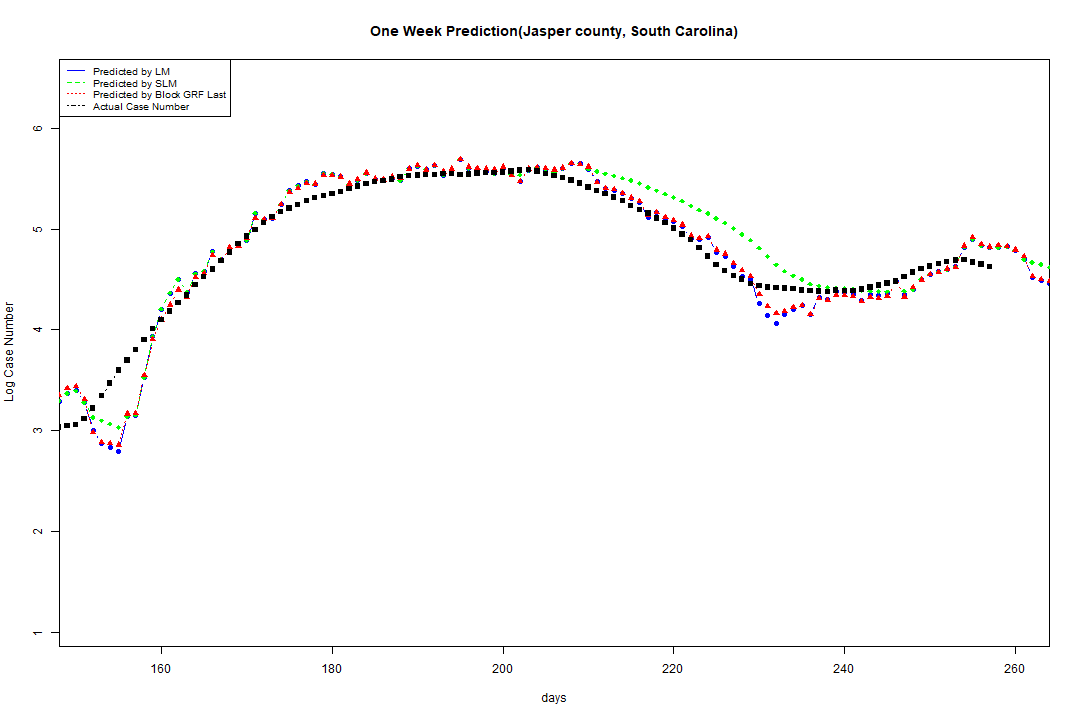 One Week Prediction(Jasper county, South Carolina)
Predicted by LM
Predicted by SLM
Predicted by Block GRF Last
Actual Case Number
6
5
4
3
2
1
Log Case Number
160 180 200 220 240 260
days